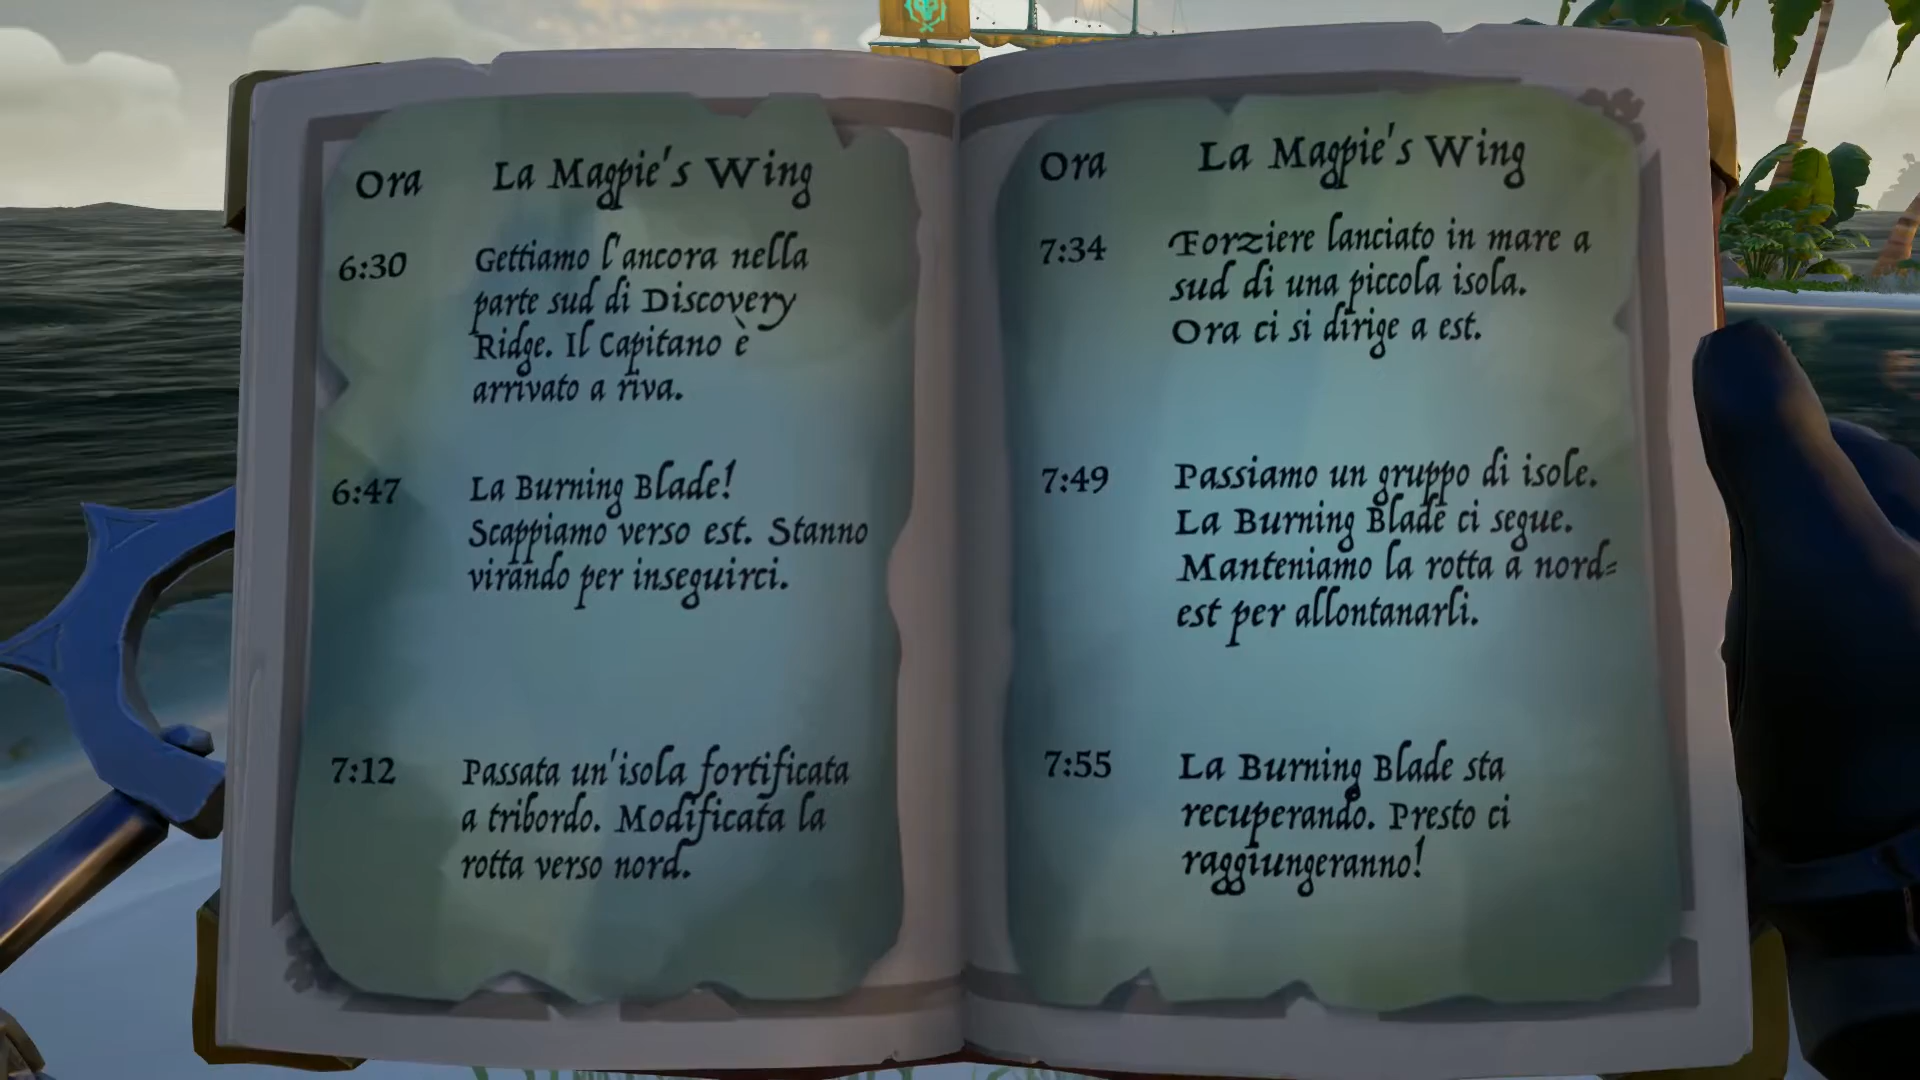 Ora La Magpie's Wing
6:30 Gettiamo l'ancora nella
parte sud di Discovery
Ridge. Il Capitano è
arrivato a riva.
6:47 La Burning Blade!
Scappiamo verso est. Stanno
virando per inseguirci.
7:12 Passata un'isola fortificata
a tribordo. Modificata la
rotta verso nord.
Ora La Magpie's Wing
7:34 Forziere lanciato in mare a
sud di una piccola isola.
Ora ci si dirige a est.
7:49 Passiamo un gruppo di isole.
La Burning Blade ci segue.
Manteniamo la rotta a nord-
est per allontanarli.
7:55 La Burning Blade sta
recuperando. Presto ci
raggiungeranno!